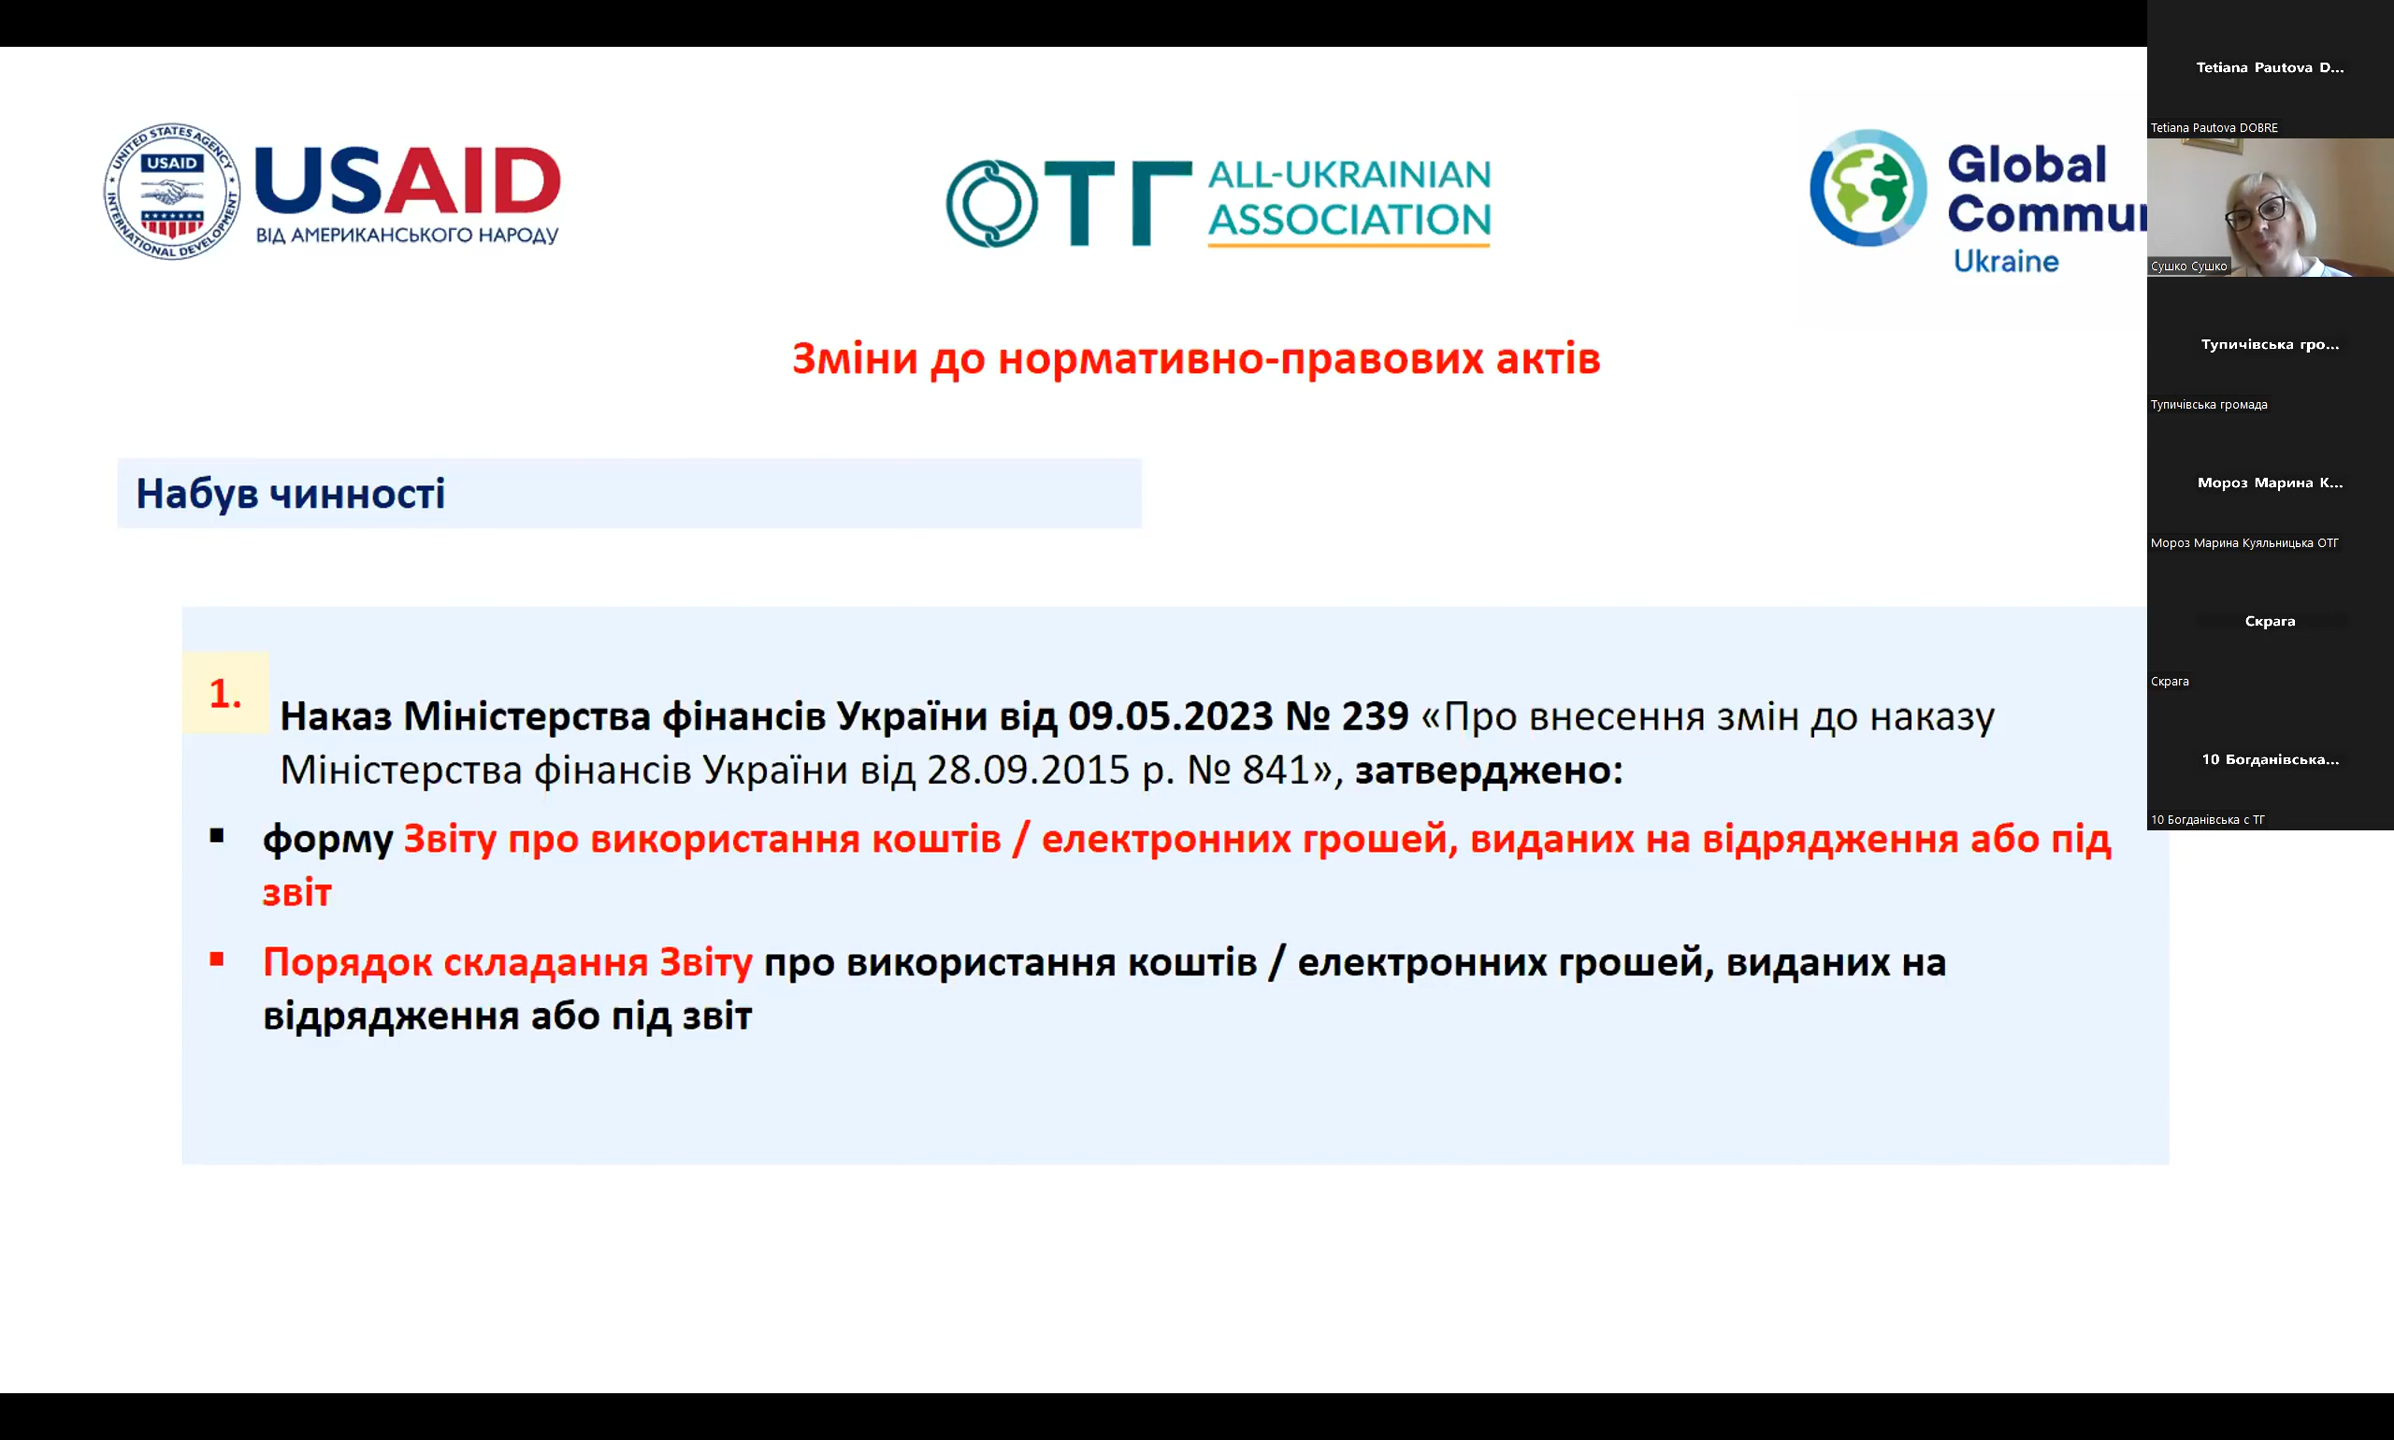 UNITED STATES AGENCY
USAID
INTERNATIONAL DEVELOPMENT
USAID
ВІД АМЕРИКАНСЬКОГО НАРОДУ
ОТГ ALL-UKRAINIAN
ASSOCIATION
Global
Commu
Ukraine
Зміни до нормативно-правових актів
Набув чинності
1.
Наказ Міністерства фінансів України від 09.05.2023 № 239 «Про внесення змін до наказу
Міністерства фінансів України від 28.09.2015 р. № 841», затверджено:
▪ форму Звіту про використання коштів / електронних грошей, виданих на відрядження або під
звіт
▪ Порядок складання Звіту про використання коштів / електронних грошей, виданих на
відрядження або під звіт
Tetiana Pautova D...
Tetiana Pautova DOBRE
Сушко Сушко
Тупичівська гро...
Тупичівська громада
Мороз Марина К...
Мороз Марина Куяльницька ОТГ
Скрага
Скрага
10 Богданівська...
10 Богданівська с ТГ